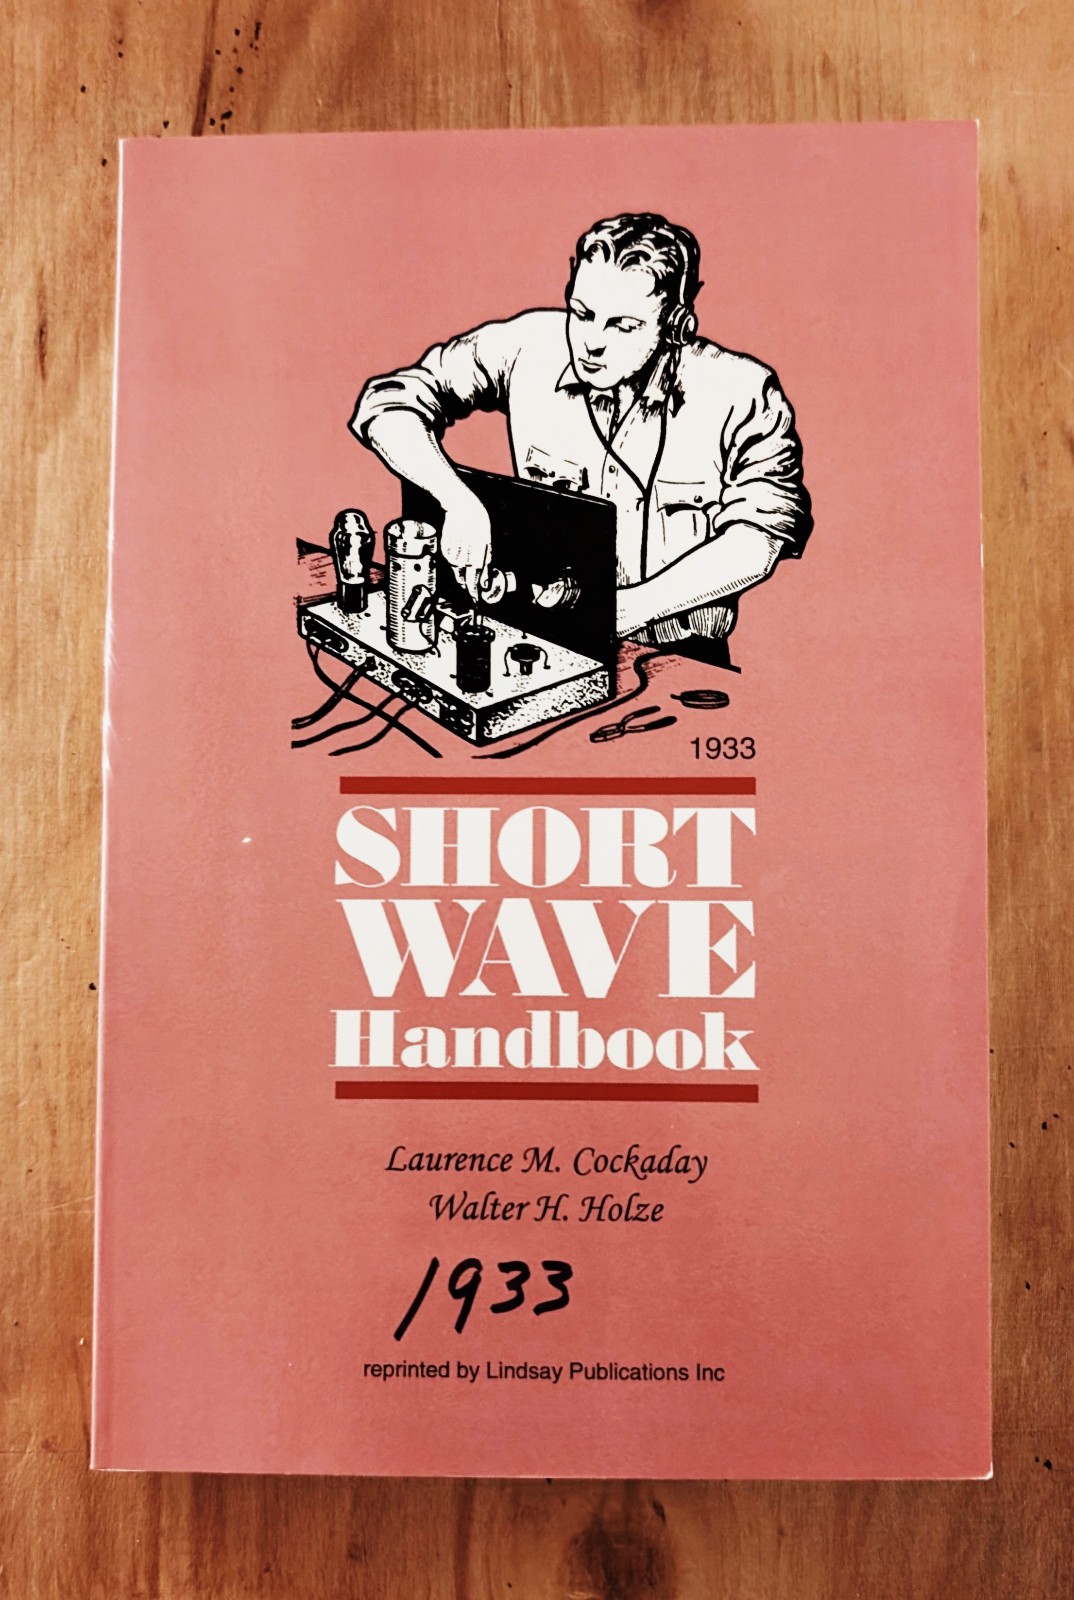 1933
SHORT
WAVE
Handbook
Laurence M. Cockaday
Walter H. Holze
1933
reprinted by Lindsay Publications Inc